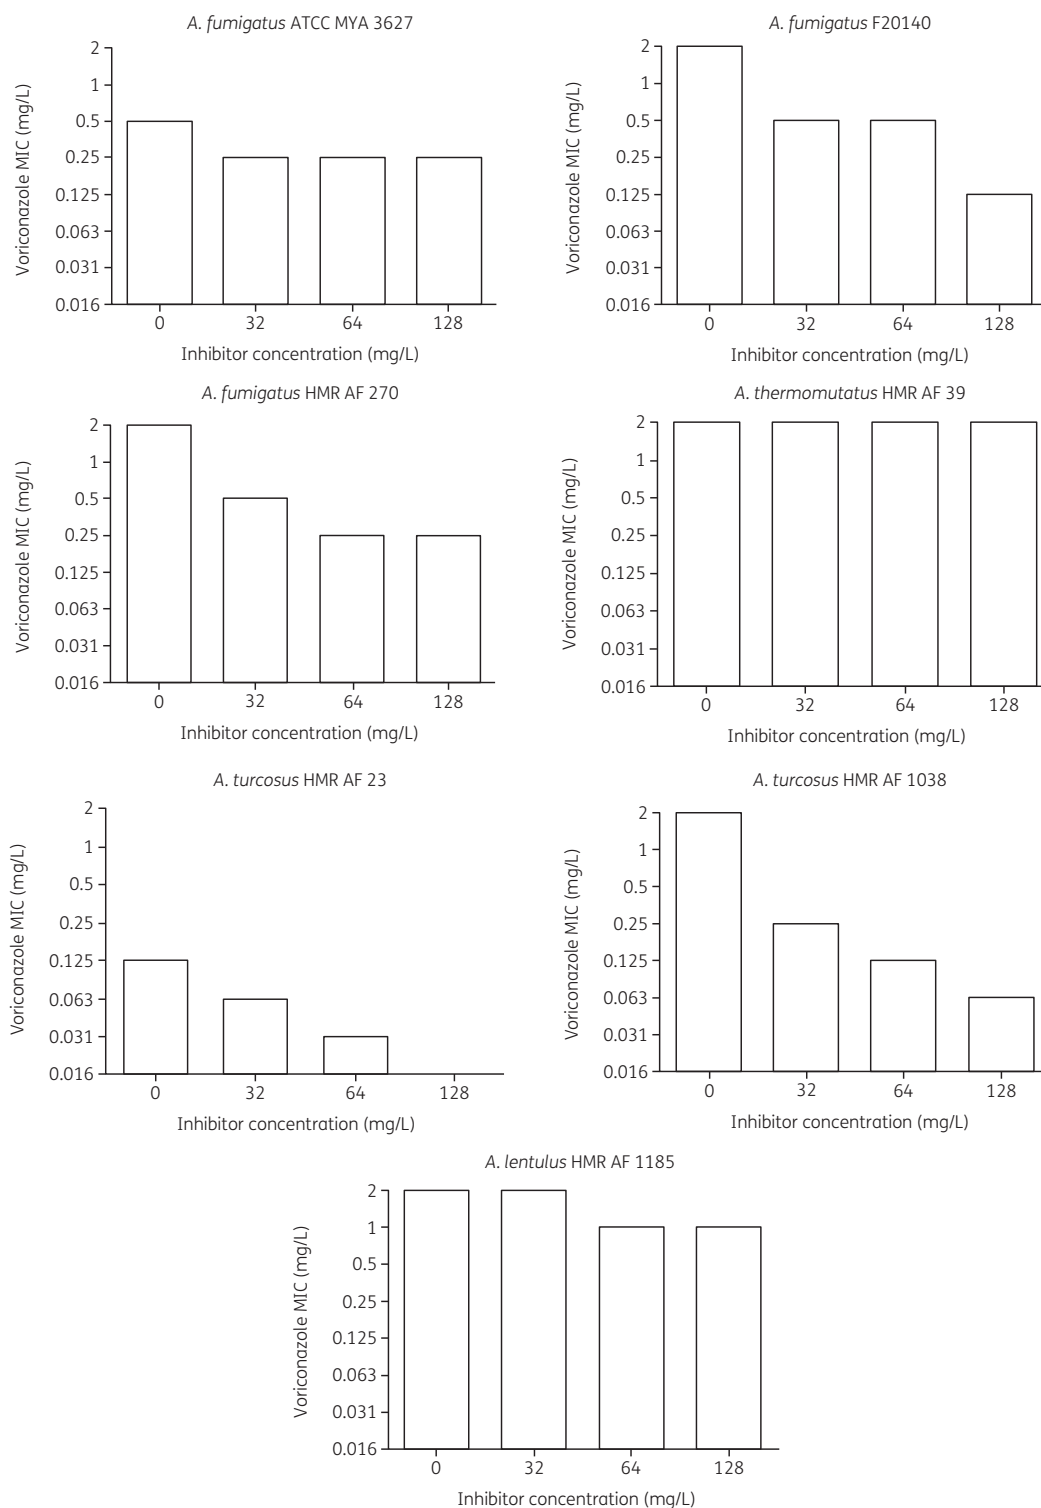 A. fumigatus ATCC MYA 3627
Voriconazole MIC (mg/L)
2
1
0.5
0.25
0.125
0.063
0.031
0.016
0 32 64 128
Inhibitor concentration (mg/L)
A. fumigatus F20140
Voriconazole MIC (mg/L)
2
1
0.5
0.25
0.125
0.063
0.031
0.016
0 32 64 128
Inhibitor concentration (mg/L)
A. fumigatus HMR AF 270
Voriconazole MIC (mg/L)
2
1
0.5
0.25
0.125
0.063
0.031
0.016
0 32 64 128
Inhibitor concentration (mg/L)
A. thermomutatus HMR AF 39
Voriconazole MIC (mg/L)
2
1
0.5
0.25
0.125
0.063
0.031
0.016
0 32 64 128
Inhibitor concentration (mg/L)
A. turcosus HMR AF 23
Voriconazole MIC (mg/L)
2
1
0.5
0.25
0.125
0.063
0.031
0.016
0 32 64 128
Inhibitor concentration (mg/L)
A. turcosus HMR AF 1038
Voriconazole MIC (mg/L)
2
1
0.5
0.25
0.125
0.063
0.031
0.016
0 32 64 128
Inhibitor concentration (mg/L)
A. lentulus HMR AF 1185
Voriconazole MIC (mg/L)
2
1
0.5
0.25
0.125
0.063
0.031
0.016
0 32 64 128
Inhibitor concentration (mg/L)